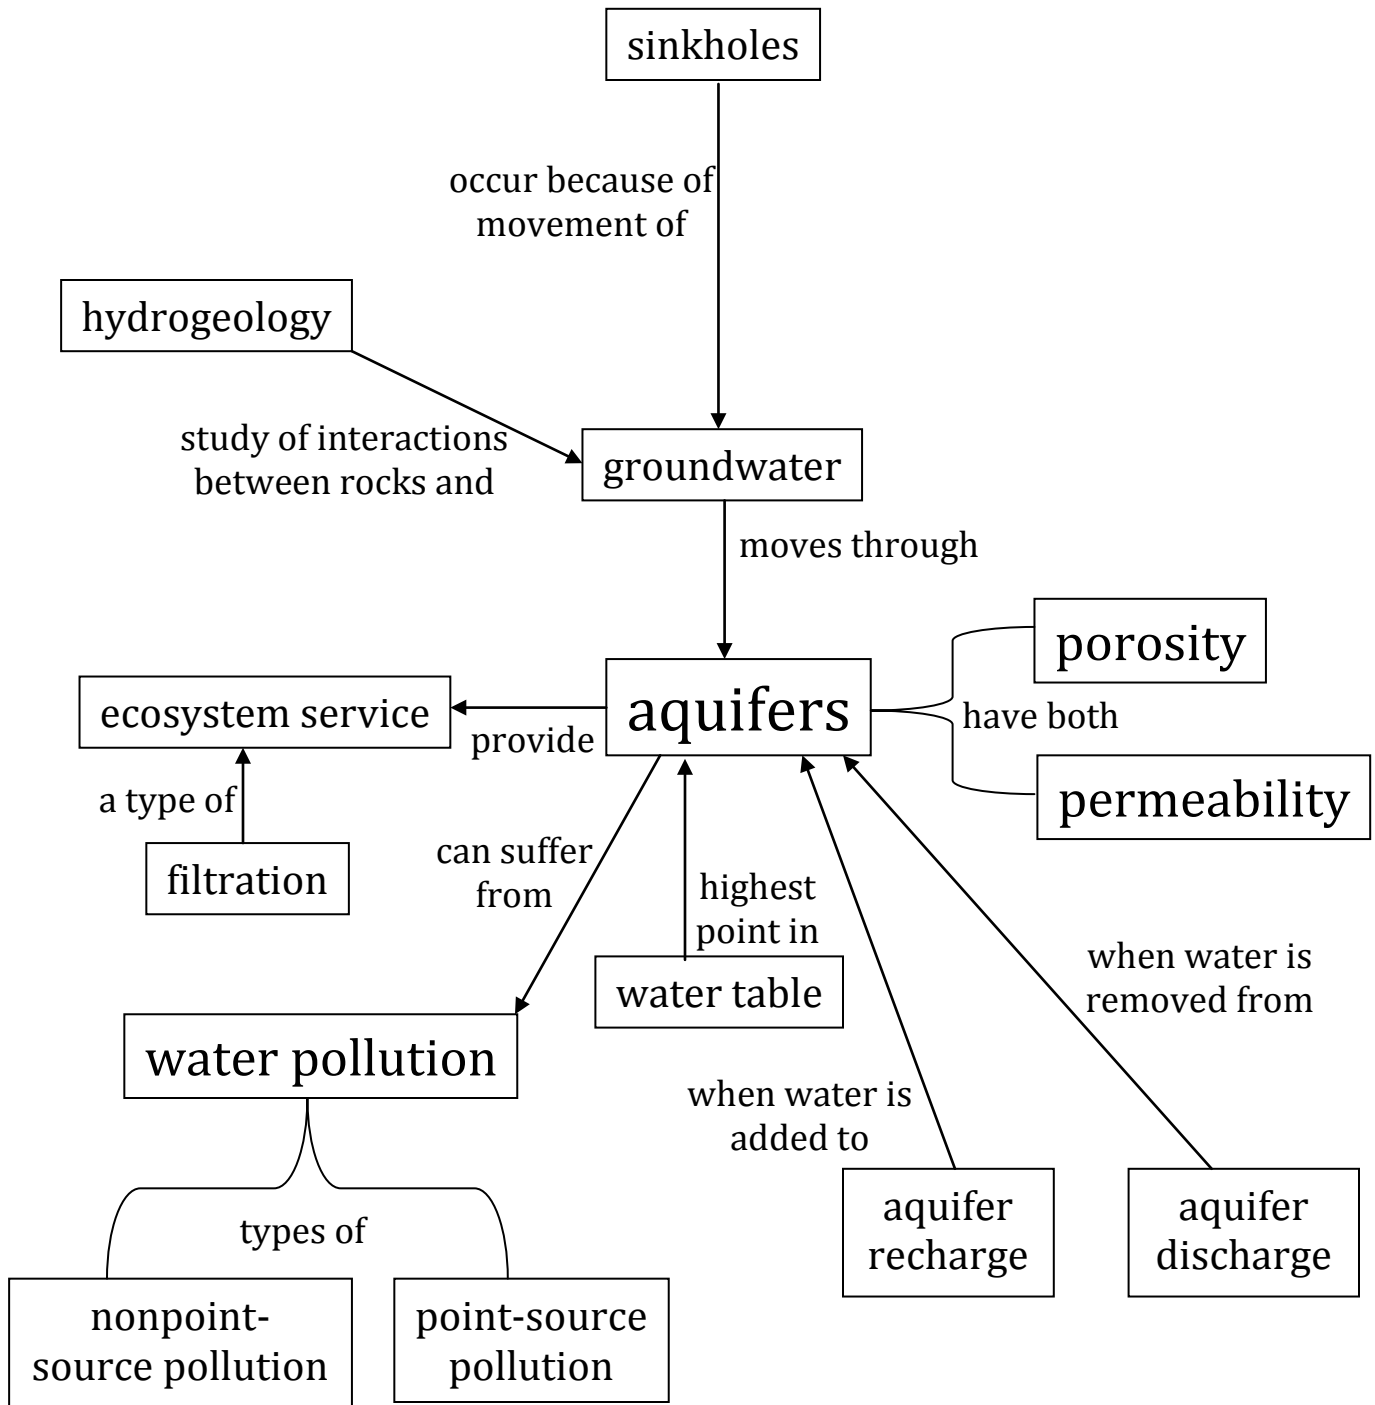 sinkholes
occur because of
movement of
hydrogeology
study of interactions
between rocks and
groundwater
moves through
porosity
ecosystem service
provide
aquifers
have both
permeability
a type of
filtration
can suffer
from
highest
point in
water table
when water is
removed from
water pollution
when water is
added to
types of
aquifer
recharge
aquifer
discharge
nonpoint-
source pollution
point-source
pollution